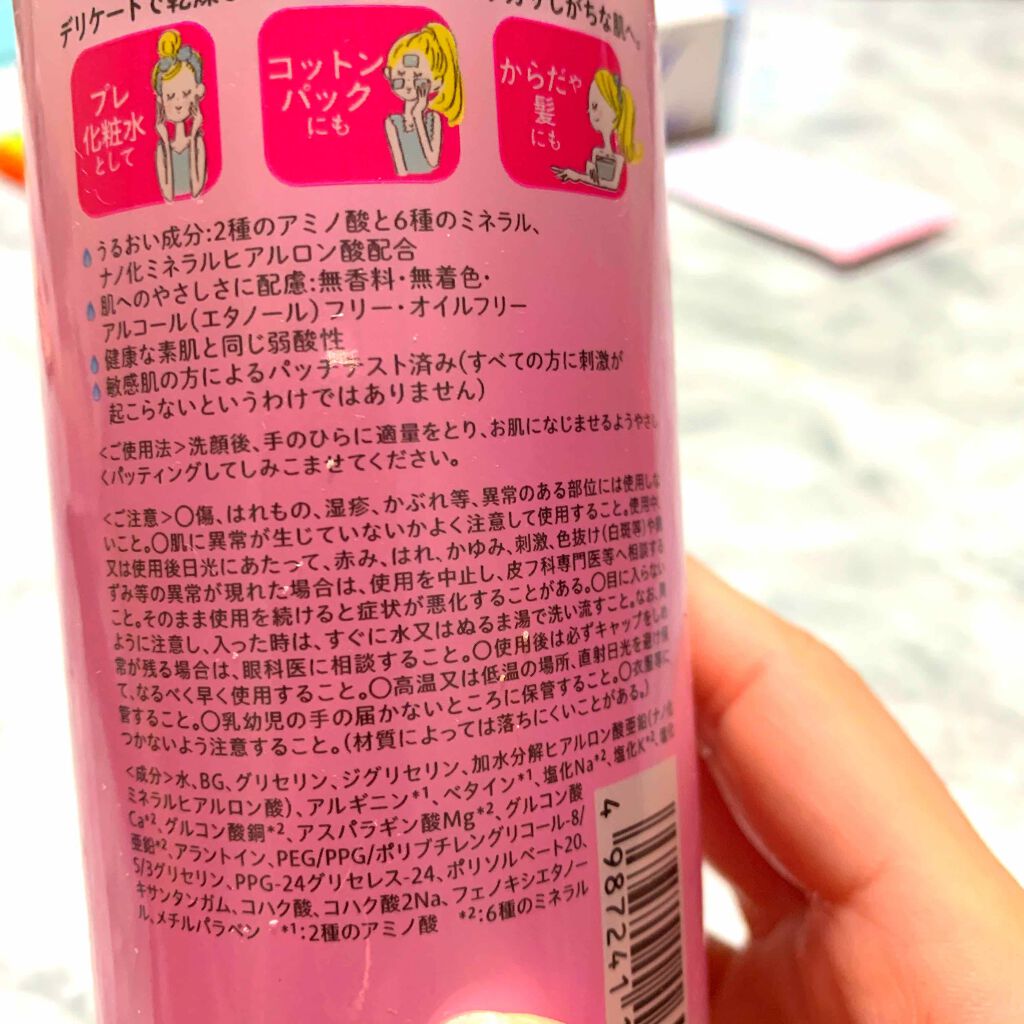 デリケートで乾燥
しがちな肌へ。
プレ
化粧水
として
コットン
パック
にも
からだや
髪
にも
うるおい成分:2種のアミノ酸と6種のミネラル、
ナノ化ミネラルヒアルロン酸配合
肌へのやさしさに配慮:無香料・無着色・
アルコール(エタノール)フリー・オイルフリー
健康な素肌と同じ弱酸性
敏感肌の方によるパッチテスト済み(すべての方に刺激が
起こらないというわけではありません)
<ご使用法>洗顔後、手のひらに適量をとり、お肌になじませるようやさし
くパッティングしてしみこませてください。
<ご注意>〇傷、はれもの、湿疹、かぶれ等、異常のある部位には使用しな
いこと。〇肌に異常が生じていないかよく注意して使用すること。使用中、
又は使用後日光にあたって、赤み、はれ、かゆみ、刺激、色抜け(白斑等)や黒
ずみ等の異常が現れた場合は、使用を中止し、皮フ科専門医等へ相談する
こと。そのまま使用を続けると症状が悪化することがある。〇目に入らない
ように注意し、入った時は、すぐに水又はぬるま湯で洗い流すこと。なお、異
常が残る場合は、眼科医に相談すること。〇使用後は必ずキャップをしめ
て、なるべく早く使用すること。〇高温又は低温の場所、直射日光を避け保
管すること。〇乳幼児の手の届かないところに保管すること。〇衣服等に
つかないよう注意すること。(材質によっては落ちにくいことがある。)
<成分>水、BG、グリセリン、ジグリセリン、加水分解ヒアルロン酸亜鉛(ナノ化
ミネラルヒアルロン酸)、アルギニン*1、ベタイン*1、塩化Na*2、塩化K*2、塩化
Ca*2、グルコン酸銅*2、アスパラギン酸Mg*2、グルコン酸
亜鉛*2、アラントイン、PEG/PPG/ポリブチレングリコール-8/
5/3グリセリン、PPG-24グリセレス-24、ポリソルベート20、
キサンタンガム、コハク酸、コハク酸2Na、フェノキシエタノー
ル、メチルパラベン *1:2種のアミノ酸 *2:6種のミネラル
4 987241